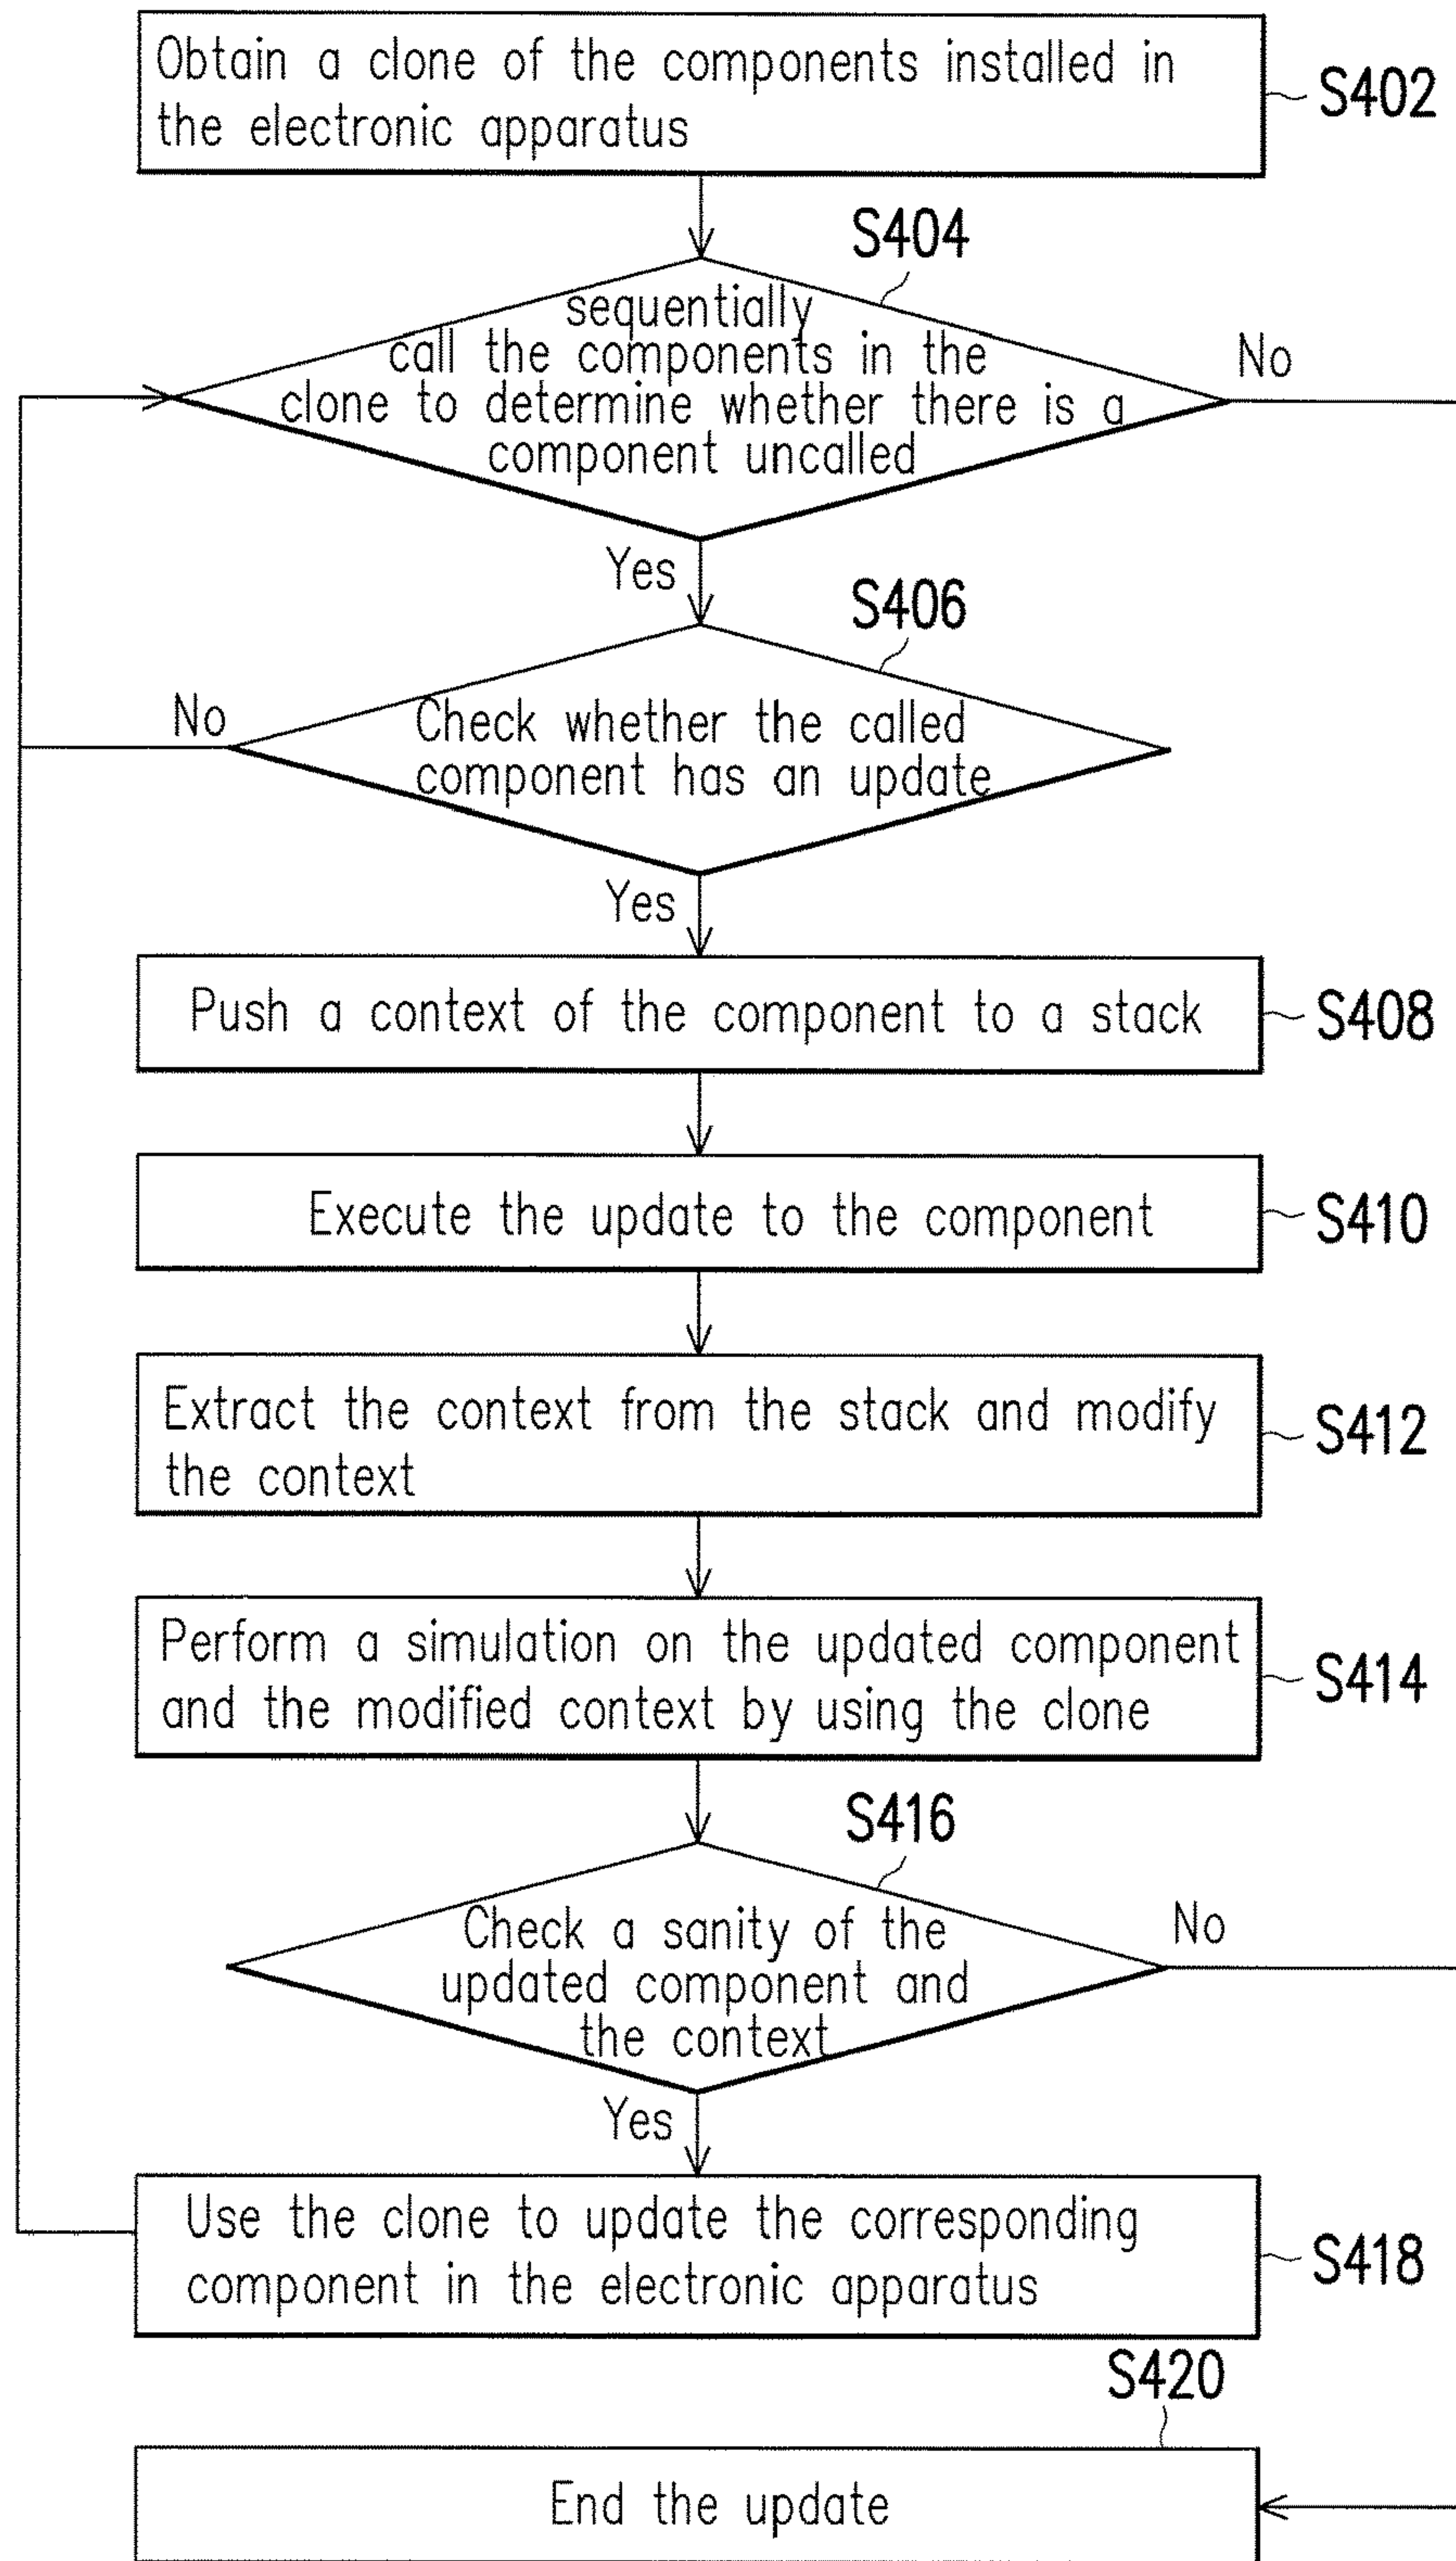 Obtain a clone of the components installed in
the electronic apparatus
S402
S404
sequentially
call the components in the
clone to determine whether there is a
component uncalled
No
Yes
S406
Check whether the called
component has an update
No
Yes
Push a context of the component to a stack
S408
Execute the update to the component
S410
Extract the context from the stack and modify
the context
S412
Perform a simulation on the updated component
and the modified context by using the clone
S414
S416
Check a sanity of the
updated component and
the context
No
Yes
Use the clone to update the corresponding
component in the electronic apparatus
S418
S420
End the update